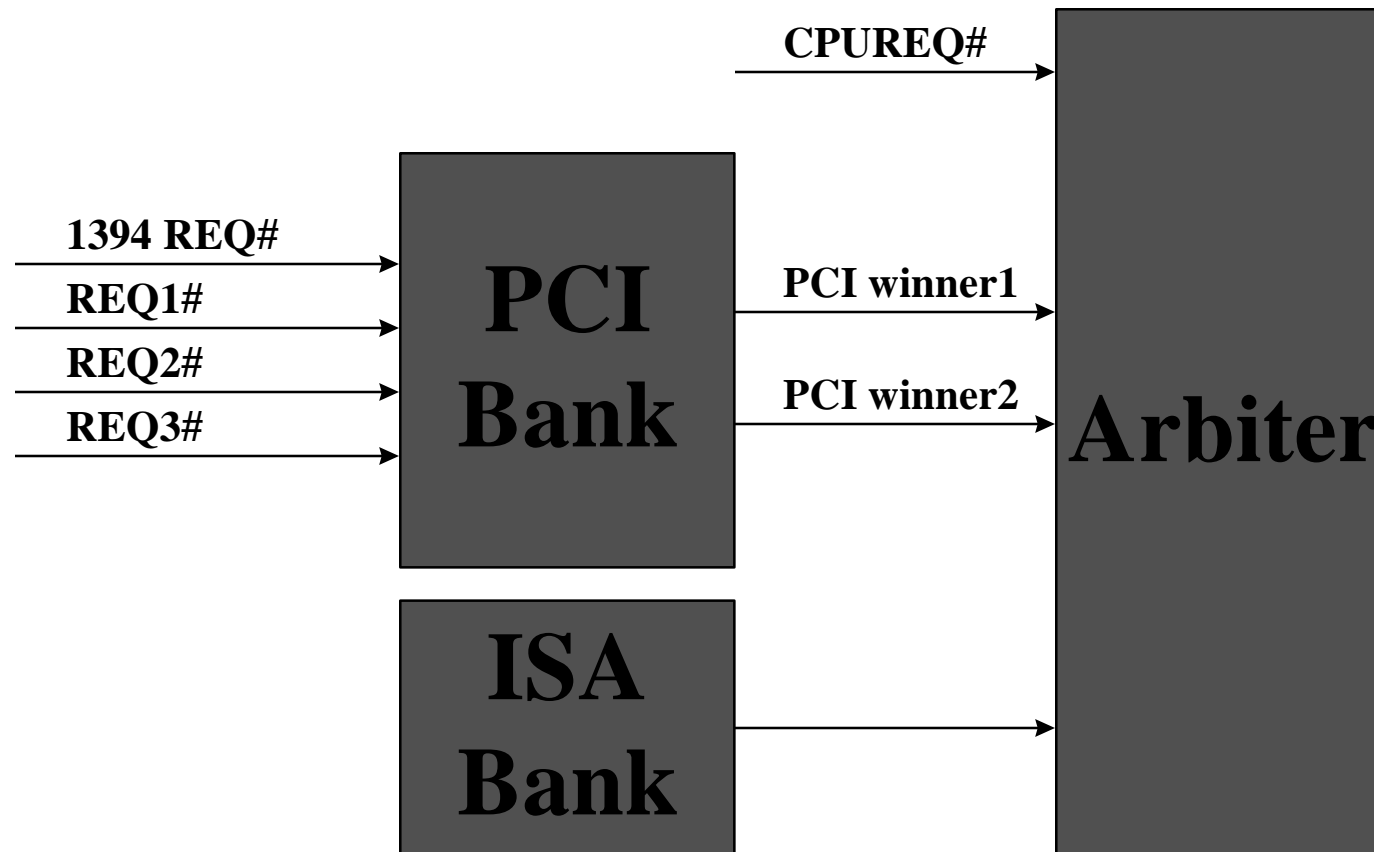 CPUREQ#
1394 REQ#
REQ1#
REQ2#
REQ3#
PCI
Bank
PCI winner1
PCI winner2
Arbiter
ISA
Bank